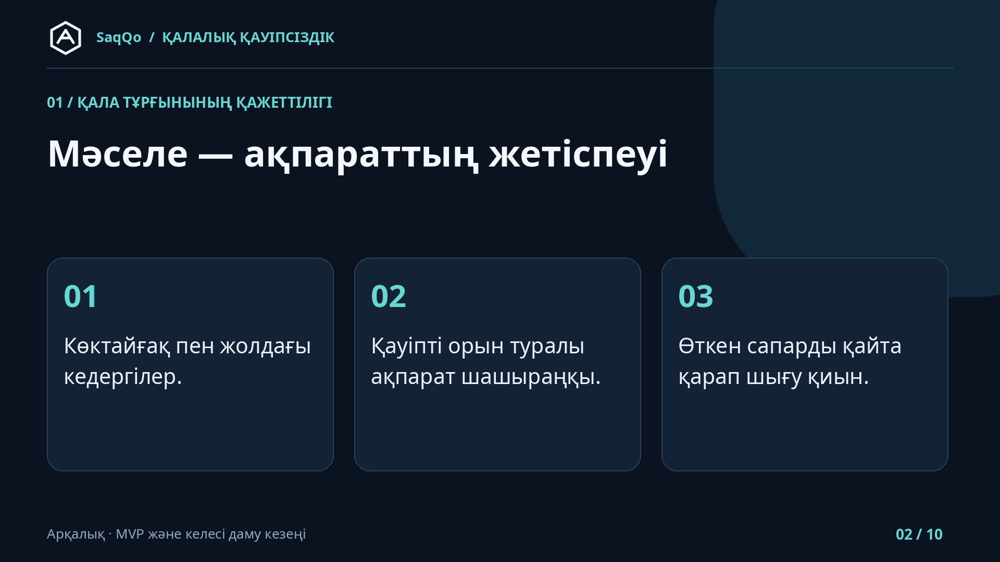 SaqQo / ҚАЛАЛЫҚ ҚАУІПСІЗДІК
01 / ҚАЛА ТҰРҒЫНЫНЫҢ ҚАЖЕТТІЛІГІ
Мәселе — ақпараттың жетіспеуі
01
Көктайғақ пен жолдағы
кедергілер.
02
Қауіпті орын туралы
ақпарат шашыраңқы.
03
Өткен сапарды қайта
қарап шығу қиын.
Арқалық · MVP және келесі даму кезеңі
02 / 10